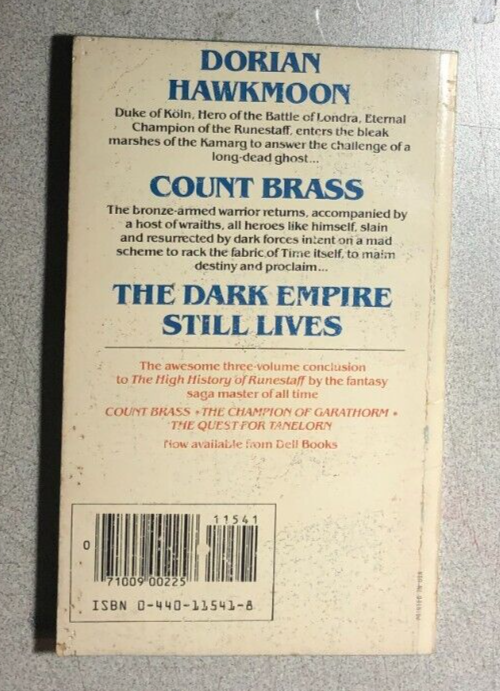 DORIAN
HAWKMOON
Duke of Köln, Hero of the Battle of Londra, Eternal
Champion of the Runestaff, enters the bleak
marshes of the Kamarg to answer the challenge of a
long-dead ghost...
COUNT BRASS
The bronze-armed warrior returns, accompanied by
a host of wraiths, all heroes like himself, slain
and resurrected by dark forces intent on a mad
scheme to rack the fabric of Time itself, to maim
destiny and proclaim...
THE DARK EMPIRE
STILL LIVES
The awesome three-volume conclusion
to The High History of Runestaff by the fantasy
saga master of all time
COUNT BRASS • THE CHAMPION OF GARATHORM •
THE QUEST FOR TANELORN
Now available from Dell Books
11541
0
71009 00225
ISBN 0-440-11541-8